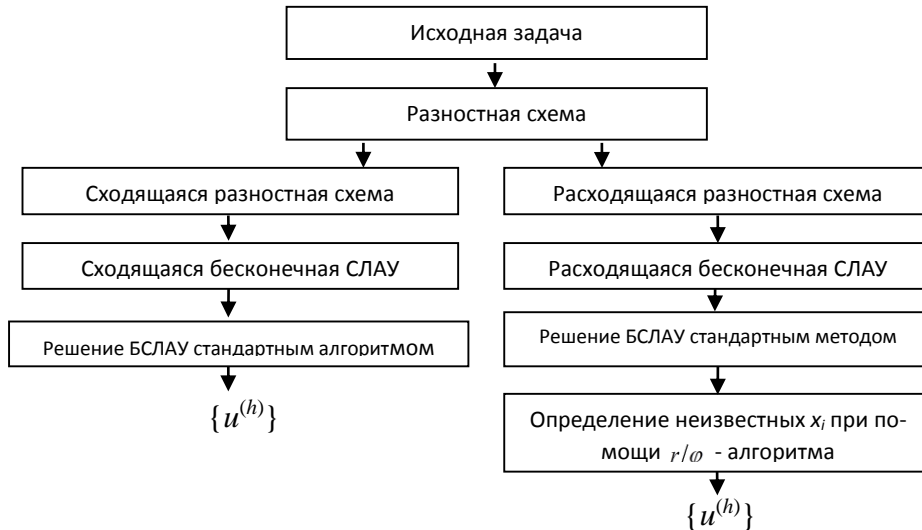 Исходная задача
Разностная схема
Сходящаяся разностная схема
Сходящаяся бесконечная СЛАУ
Решение БСЛАУ стандартным алгоритмом
{u^(h)}
Расходящаяся разностная схема
Расходящаяся бесконечная СЛАУ
Решение БСЛАУ стандартным методом
Определение неизвестных x_i при по-
мощи r/φ - алгоритма
{u^(h)}